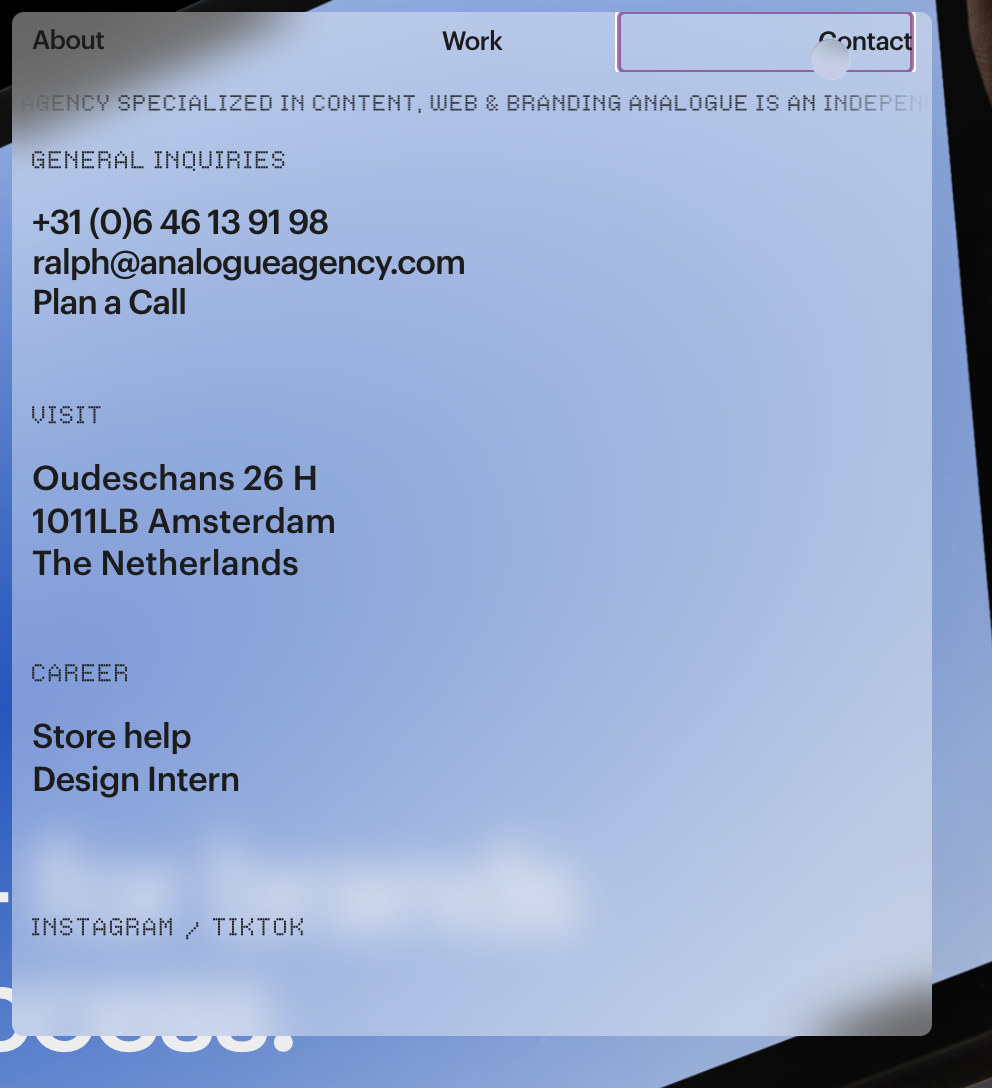 About
Work
Contact
AGENCY SPECIALIZED IN CONTENT, WEB & BRANDING ANALOGUE IS AN
GENERAL INQUIRIES
+31 (0)6 46 13 91 98
ralph@analogueagency.com
Plan a Call
VISIT
Oudeschans 26 H
1011LB Amsterdam
The Netherlands
CAREER
Store help
Design Intern
INSTAGRAM / TIKTOK